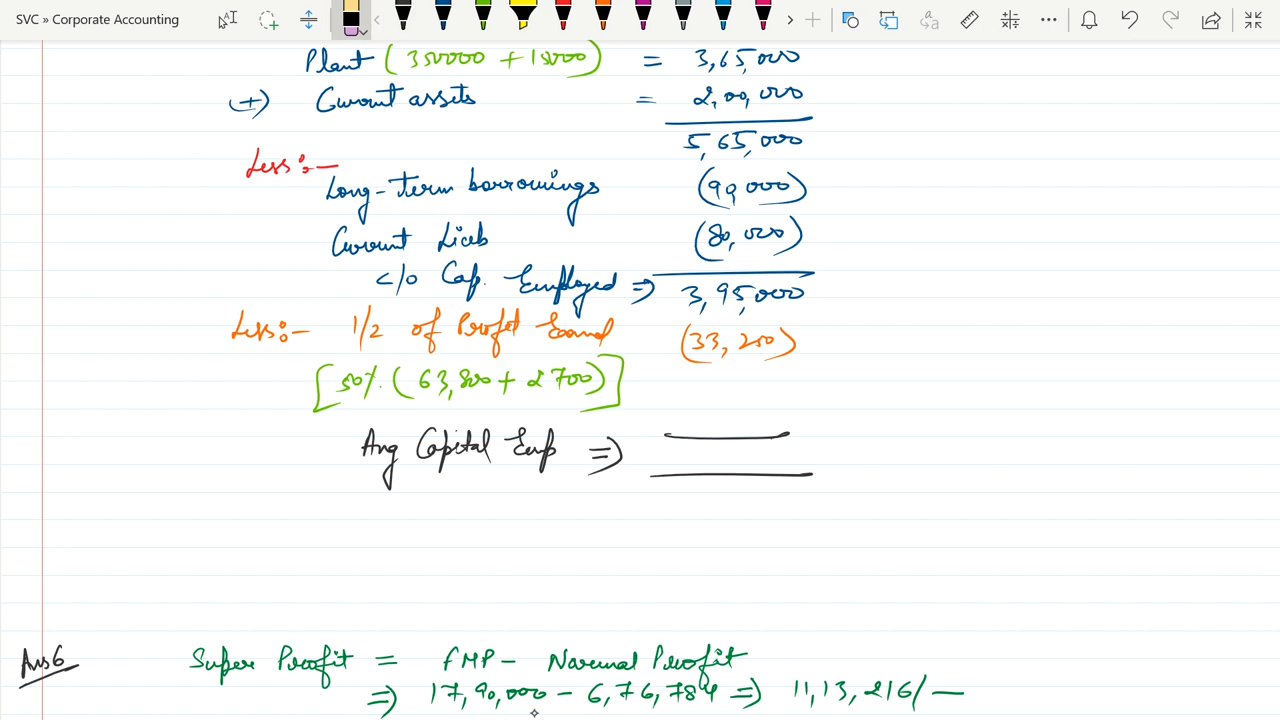 SVC » Corporate Accounting
Plant (350000 + 15000) = 3,65,000
(+) Current assets = 2,00,000
5,65,000
Less:-
Long-Term borrowings (90,000)
Current Liab (80,000)
c/o Cap. Employed ⇒ 3,95,000
Less:- 1/2 of Profit Earned (33,250)
[50%. (63,800 + 2700)]
Avg Capital Emp ⇒
Ans 6 Super Profit = FMP - Normal Profit
⇒ 17,90,000 - 6,76,784 ⇒ 11,13,216/-